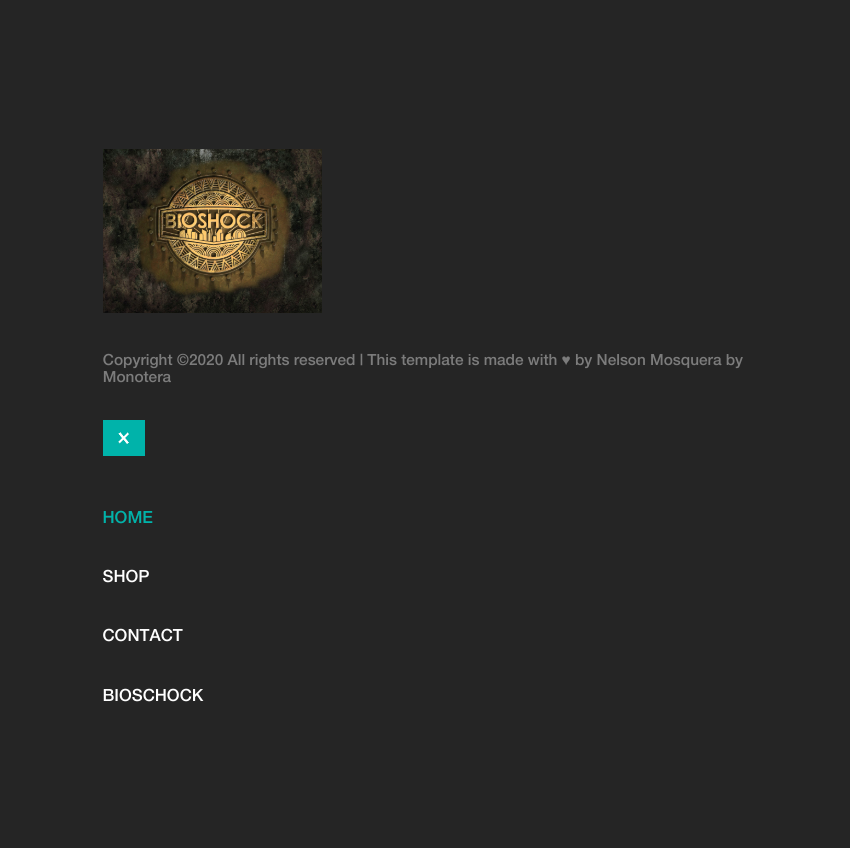 BIOSHOCK
Copyright ©2020 All rights reserved | This template is made with ♥ by Nelson Mosquera by
Monotera
X
HOME
SHOP
CONTACT
BIOSCHOCK